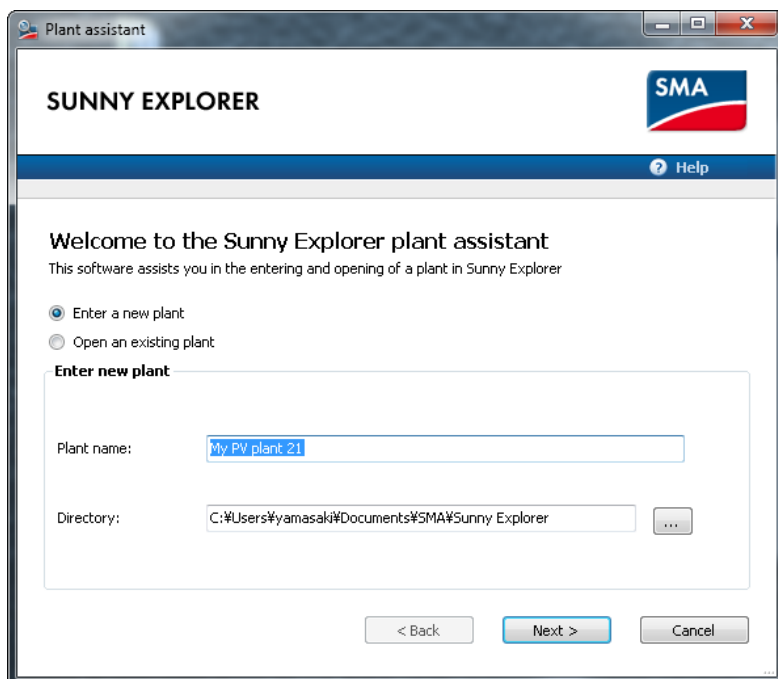 Plant assistant
SUNNY EXPLORER
SMA
? Help
Welcome to the Sunny Explorer plant assistant
This software assists you in the entering and opening of a plant in Sunny Explorer
Enter a new plant
Open an existing plant
Enter new plant
Plant name: My PV plant 21
Directory: C:¥Users¥yamasaki¥Documents¥SMA¥Sunny Explorer ...
< Back Next > Cancel